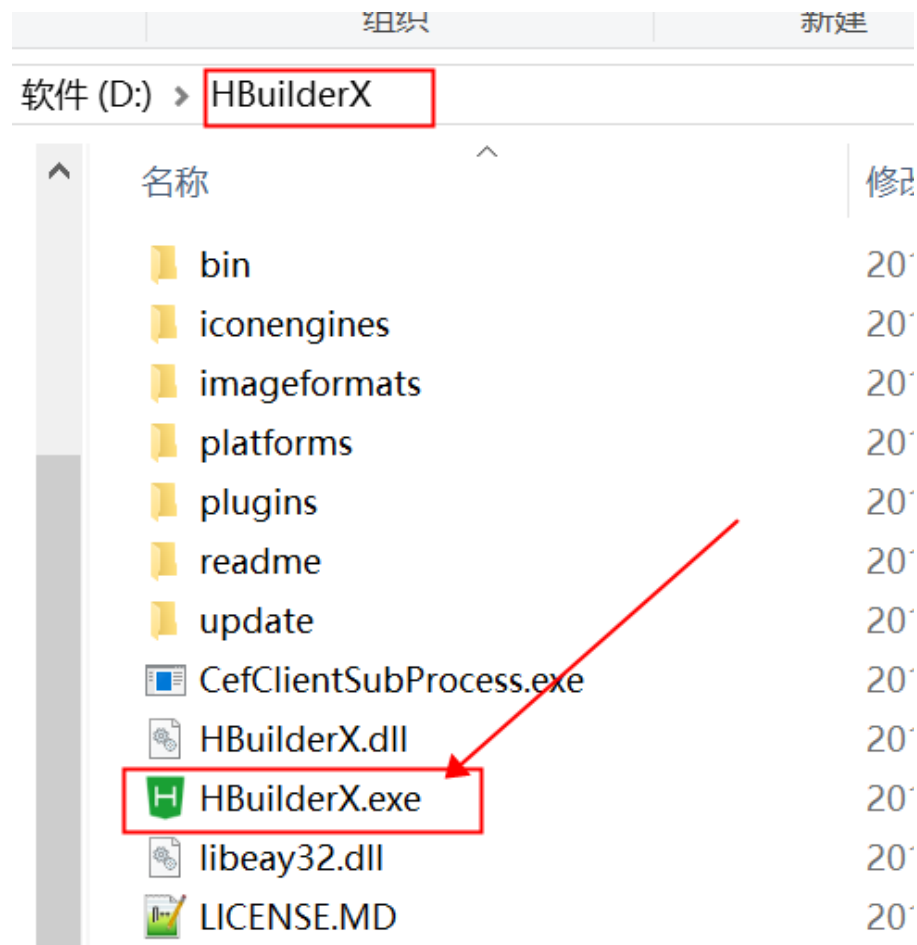 组织 新建
软件 (D:) > HBuilderX
名称
bin
iconengines
imageformats
platforms
plugins
readme
update
CefClientSubProcess.exe
HBuilderX.dll
HBuilderX.exe
libeay32.dll
LICENSE.MD